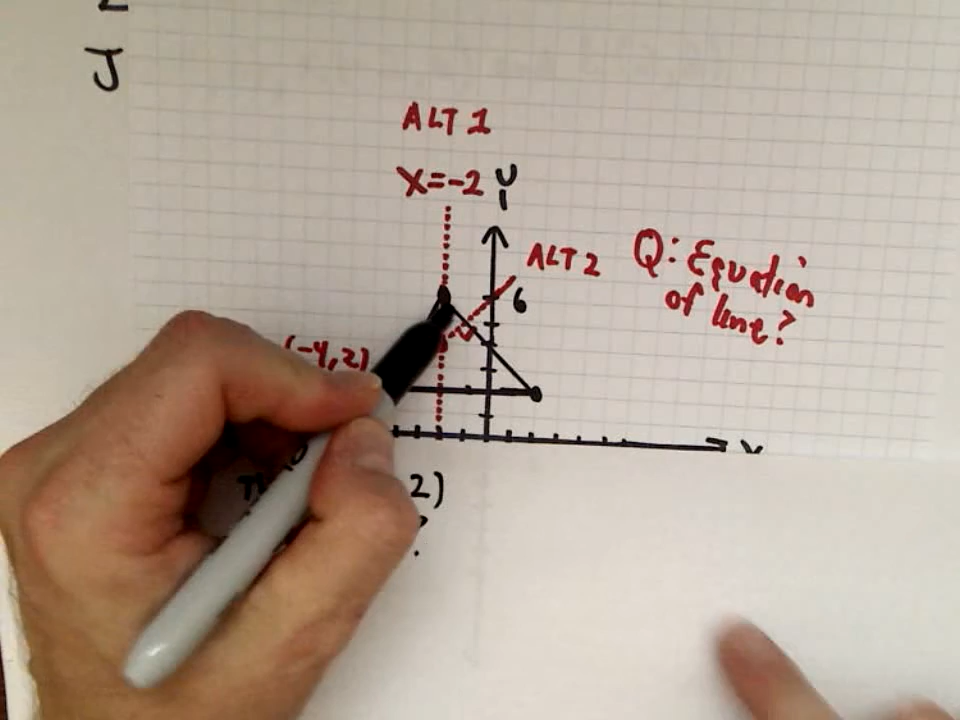 J
ALT 1
X=-2 y
ALT 2
6
Q: Equation
of line?
(-4,2)
2)
?